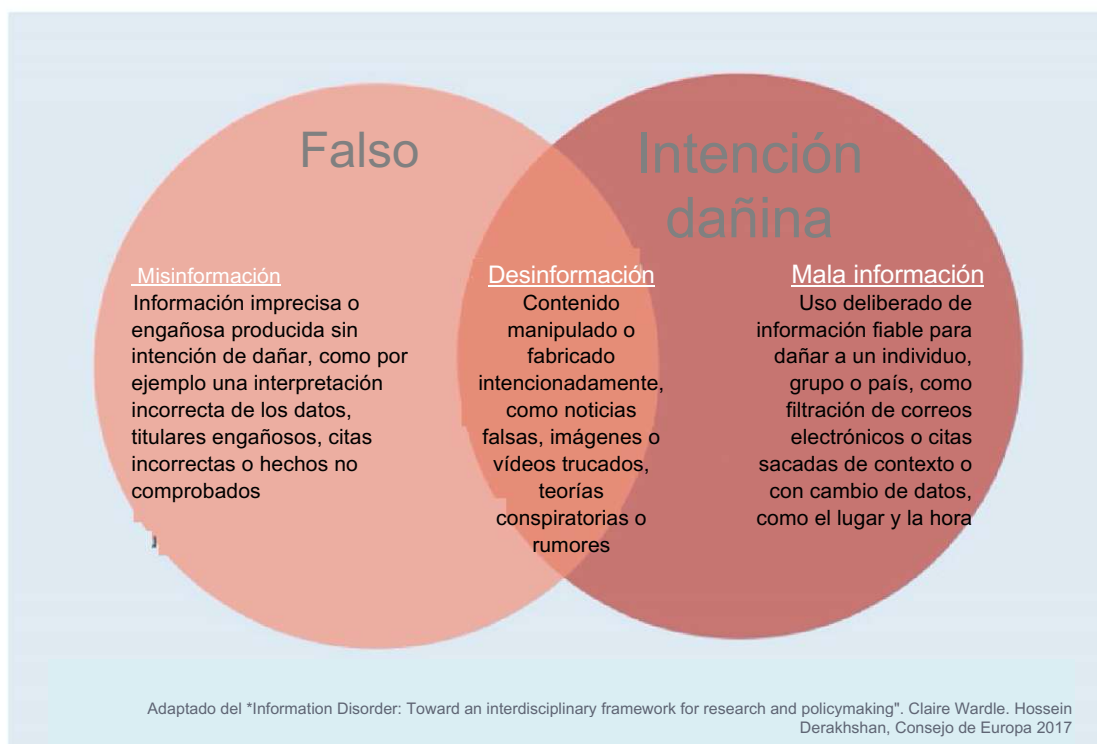 Falso
Intención
dañina
Misinformación
Información imprecisa o
engañosa producida sin
intención de dañar, como por
ejemplo una interpretación
incorrecta de los datos,
titulares engañosos, citas
incorrectas o hechos no
comprobados
Desinformación
Contenido
manipulado o
fabricado
intencionadamente,
como noticias
falsas, imágenes o
vídeos trucados,
teorías
conspiratorias o
rumores
Mala información
Uso deliberado de
información fiable para
dañar a un individuo,
grupo o país, como
filtración de correos
electrónicos o citas
sacadas de contexto o
con cambio de datos,
como el lugar y la hora
Adaptado del *Information Disorder: Toward an interdisciplinary framework for research and policymaking". Claire Wardle. Hossein
Derakhshan, Consejo de Europa 2017